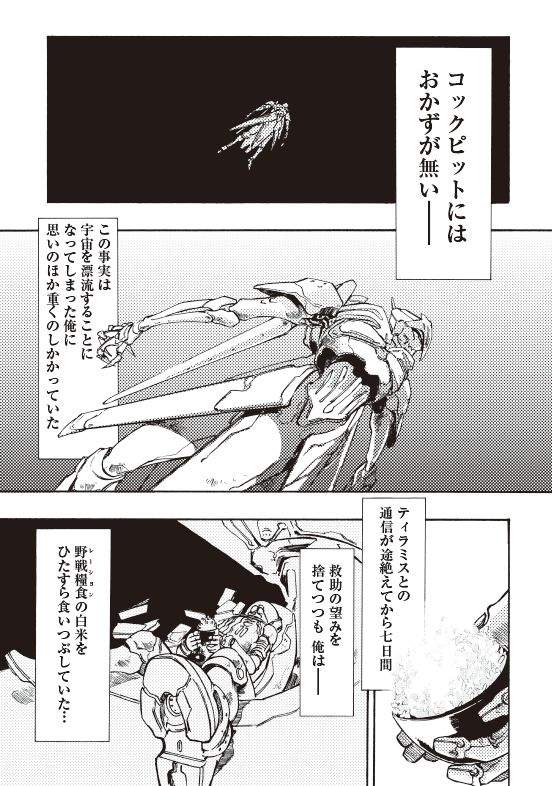 コックピットには
おかずが無い――
この事実は
宇宙を漂流することに
なってしまった俺に
思いのほか重くのしかかっていた
ティラミスとの
通信が途絶えてから七日間
救助の望みを
捨てつつも 俺は――
野戦糧食の白米を
レーション
ひたすら食いつぶしていた…